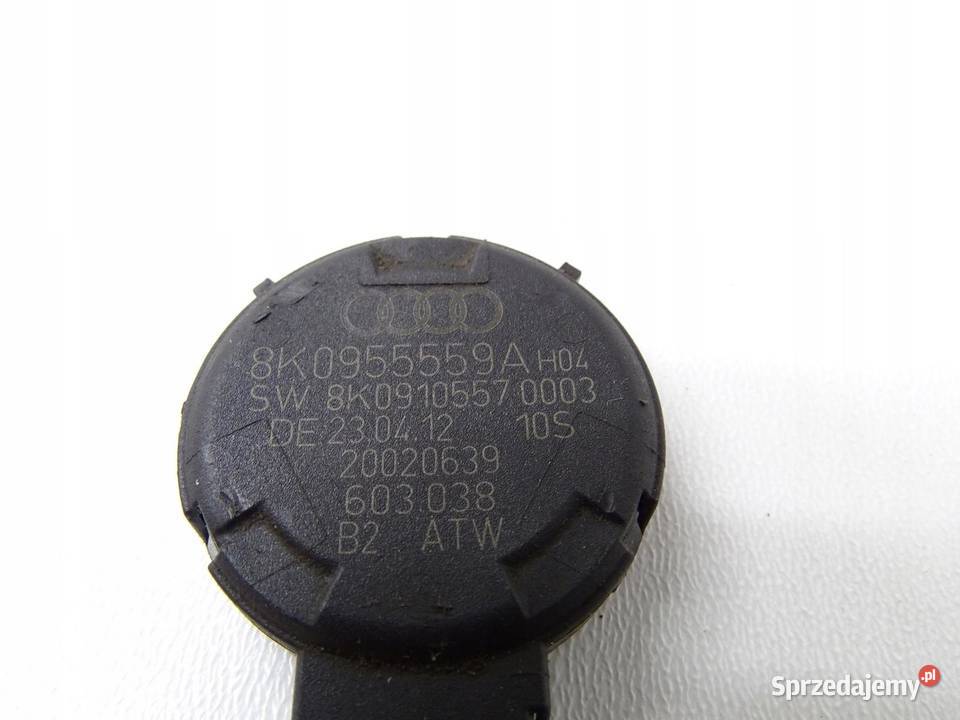 8K0955559A H04
SW 8K0910557 0003
DE 23.04.12 10S
20020639
603.038
B2 ATW
Sprzedajemy.pl